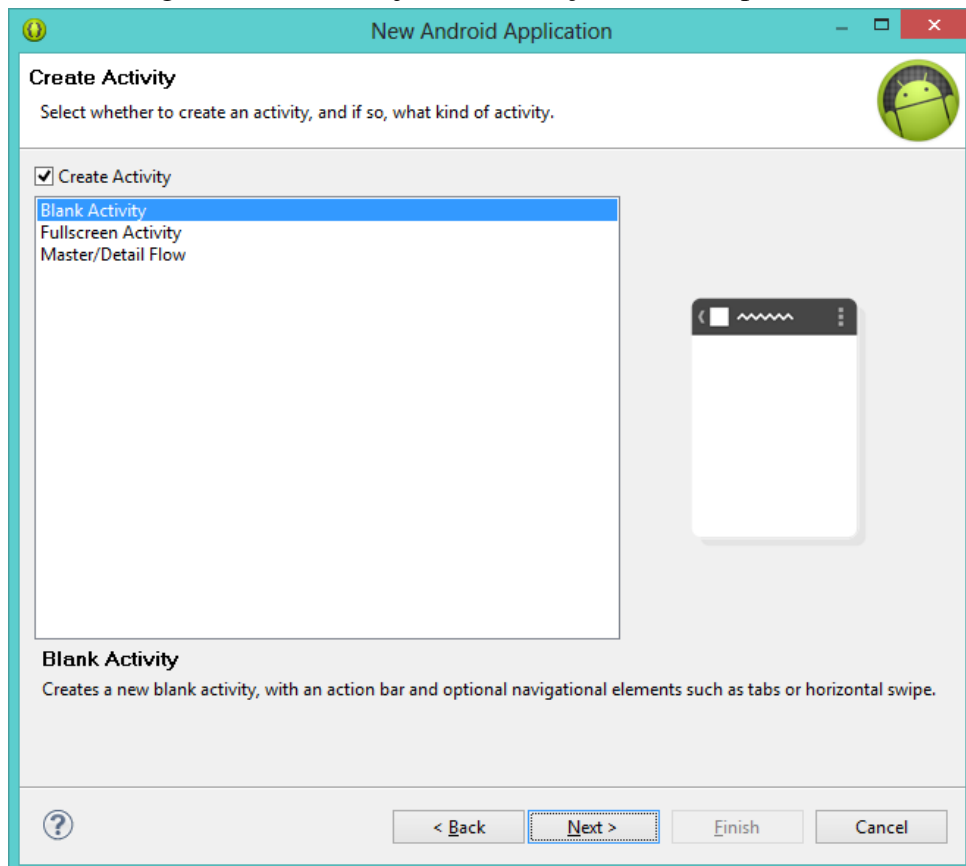 New Android Application
Create Activity
Select whether to create an activity, and if so, what kind of activity.
Create Activity
Blank Activity
Fullscreen Activity
Master/Detail Flow
Blank Activity
Creates a new blank activity, with an action bar and optional navigational elements such as tabs or horizontal swipe.
< Back Next > Finish Cancel